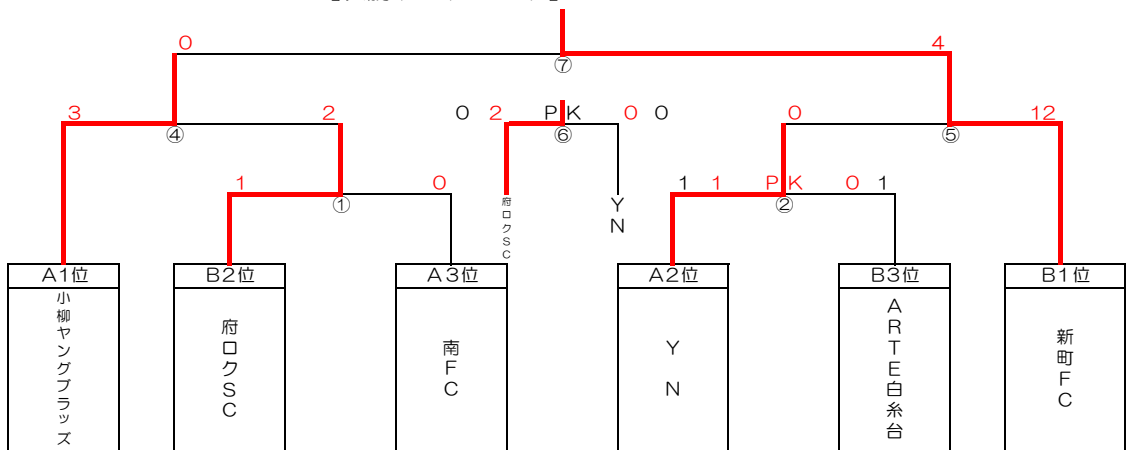 0 4
⑦
3 2 0 2 PK 0 0 0 12
④ ⑥ ⑤
1 0 1 1 PK 0 1
① ②
府ロクSC
YN
A1位 B2位 A3位 A2位 B3位 B1位
小柳ヤングブラッズ
府ロクSC
南FC
YN
ARTE白糸台
新町FC